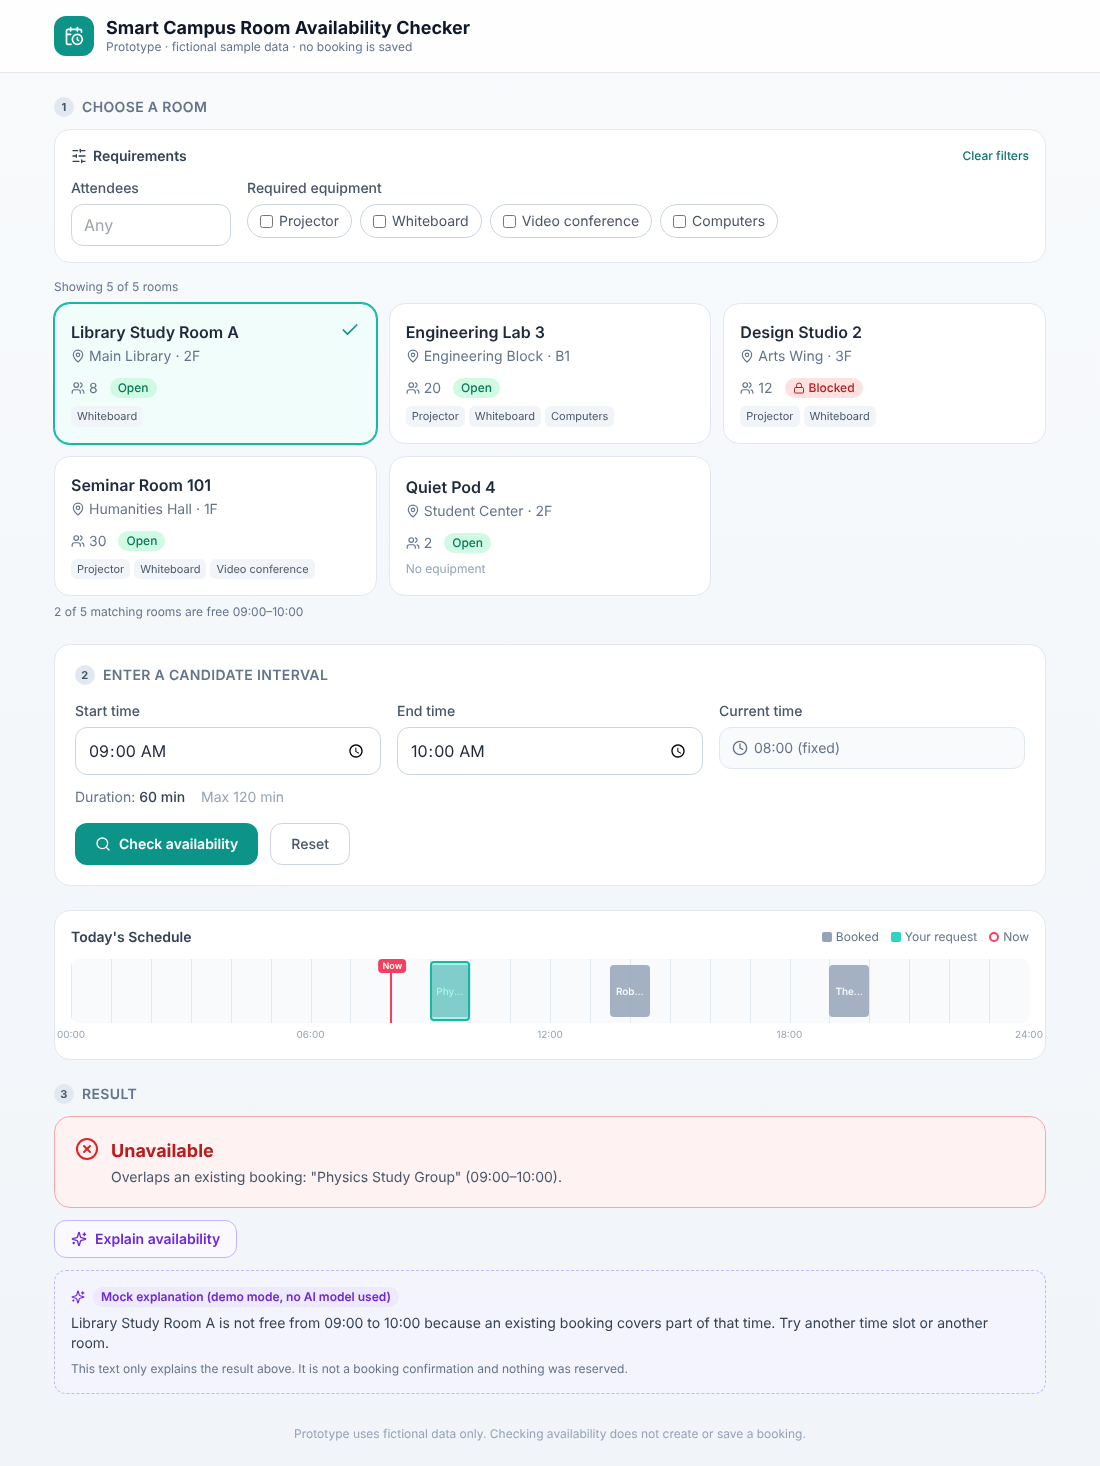 Smart Campus Room Availability Checker
Prototype · fictional sample data · no booking is saved
1 CHOOSE A ROOM
Requirements
Clear filters
Attendees
Required equipment
Any
Projector
Whiteboard
Video conference
Computers
Showing 5 of 5 rooms
Library Study Room A
Main Library · 2F
8 Open
Whiteboard
Engineering Lab 3
Engineering Block · B1
20 Open
Projector Whiteboard Computers
Design Studio 2
Arts Wing · 3F
12 Blocked
Projector Whiteboard
Seminar Room 101
Humanities Hall · 1F
30 Open
Projector Whiteboard Video conference
Quiet Pod 4
Student Center · 2F
2 Open
No equipment
2 of 5 matching rooms are free 09:00–10:00
2 ENTER A CANDIDATE INTERVAL
Start time
End time
Current time
09:00 AM
10:00 AM
08:00 (fixed)
Duration: 60 min Max 120 min
Check availability
Reset
Today's Schedule
Booked Your request Now
Now
Phy...
Rob...
The...
00:00 06:00 12:00 18:00 24:00
3 RESULT
Unavailable
Overlaps an existing booking: "Physics Study Group" (09:00–10:00).
Explain availability
Mock explanation (demo mode, no AI model used)
Library Study Room A is not free from 09:00 to 10:00 because an existing booking covers part of that time. Try another time slot or another
room.
This text only explains the result above. It is not a booking confirmation and nothing was reserved.
Prototype uses fictional data only. Checking availability does not create or save a booking.